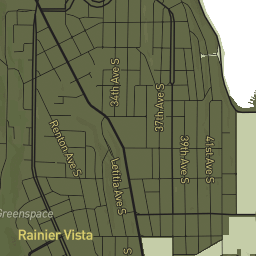 34th Ave S
37th Ave S
Renton Ave S
Letitia Ave S
39th Ave S
41st Ave S
Greenspace
Rainier Vista
S